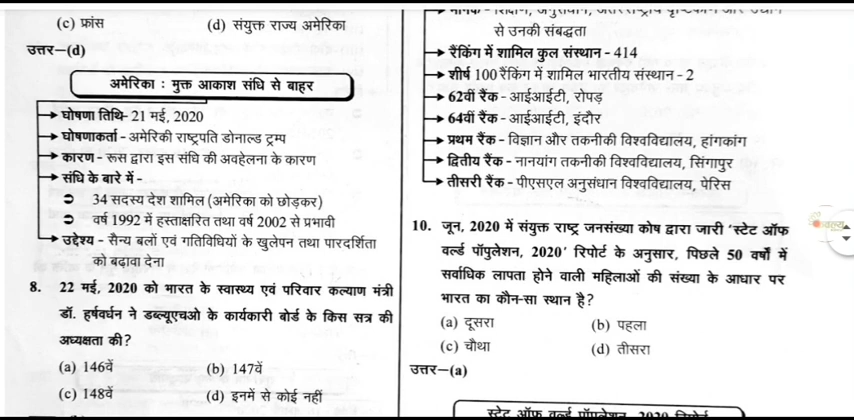 (c) फ्रांस (d) संयुक्त राज्य अमेरिका
उत्तर–(d)
अमेरिका : मुक्त आकाश संधि से बाहर
घोषणा तिथि- 21 मई, 2020
घोषणाकर्ता - अमेरिकी राष्ट्रपति डोनाल्ड ट्रम्प
कारण - रूस द्वारा इस संधि की अवहेलना के कारण
संधि के बारे में -
34 सदस्य देश शामिल (अमेरिका को छोड़कर)
वर्ष 1992 में हस्ताक्षरित तथा वर्ष 2002 से प्रभावी
उद्देश्य - सैन्य बलों एवं गतिविधियों के खुलेपन तथा पारदर्शिता
को बढ़ावा देना
8. 22 मई, 2020 को भारत के स्वास्थ्य एवं परिवार कल्याण मंत्री
डॉ. हर्षवर्धन ने डब्ल्यूएचओ के कार्यकारी बोर्ड के किस सत्र की
अध्यक्षता की?
(a) 146वें (b) 147वें
(c) 148वें (d) इनमें से कोई नहीं
से उनकी संबद्धता
रैंकिंग में शामिल कुल संस्थान - 414
शीर्ष 100 रैंकिंग में शामिल भारतीय संस्थान - 2
62वीं रैंक - आईआईटी, रोपड़
64वीं रैंक - आईआईटी, इंदौर
प्रथम रैंक - विज्ञान और तकनीकी विश्वविद्यालय, हांगकांग
द्वितीय रैंक - नानयांग तकनीकी विश्वविद्यालय, सिंगापुर
तीसरी रैंक - पीएसएल अनुसंधान विश्वविद्यालय, पेरिस
10. जून, 2020 में संयुक्त राष्ट्र जनसंख्या कोष द्वारा जारी ‘स्टेट ऑफ
वर्ल्ड पॉपुलेशन, 2020’ रिपोर्ट के अनुसार, पिछले 50 वर्षों में
सर्वाधिक लापता होने वाली महिलाओं की संख्या के आधार पर
भारत का कौन-सा स्थान है?
(a) दूसरा (b) पहला
(c) चौथा (d) तीसरा
उत्तर–(a)
स्टेट ऑफ वर्ल्ड पॉपुलेशन, 2020 रिपोर्ट